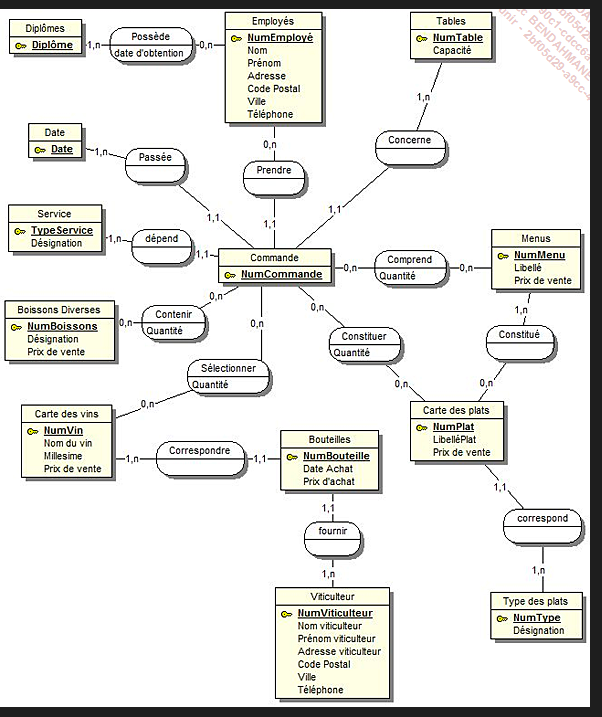 Diplômes
Diplôme
1,n
Possède
date d'obtention
0,n
Employés
NumEmployé
Nom
Prénom
Adresse
Code Postal
Ville
Téléphone
Tables
NumTable
Capacité
1,n
Concerne
1,1
0,n
Prendre
1,1
Date
Date
1,n
Passée
1,1
Service
TypeService
Désignation
1,n
dépend
1,1
Commande
NumCommande
0,n
Comprend
Quantité
0,n
Menus
NumMenu
Libellé
Prix de vente
1,n
Constitué
0,n
Boissons Diverses
NumBoissons
Désignation
Prix de vente
0,n
Contenir
Quantité
0,n
0,n
Sélectionner
Quantité
0,n
0,n
Constituer
Quantité
0,n
Carte des plats
NumPlat
LibelléPlat
Prix de vente
1,1
correspond
1,n
Type des plats
NumType
Désignation
Carte des vins
NumVin
Nom du vin
Millesime
Prix de vente
1,n
Correspondre
1,1
Bouteilles
NumBouteille
Date Achat
Prix d'achat
1,1
fournir
1,n
Viticulteur
NumViticulteur
Nom viticulteur
Prénom viticulteur
Adresse viticulteur
Code Postal
Ville
Téléphone
BENDAHMANE